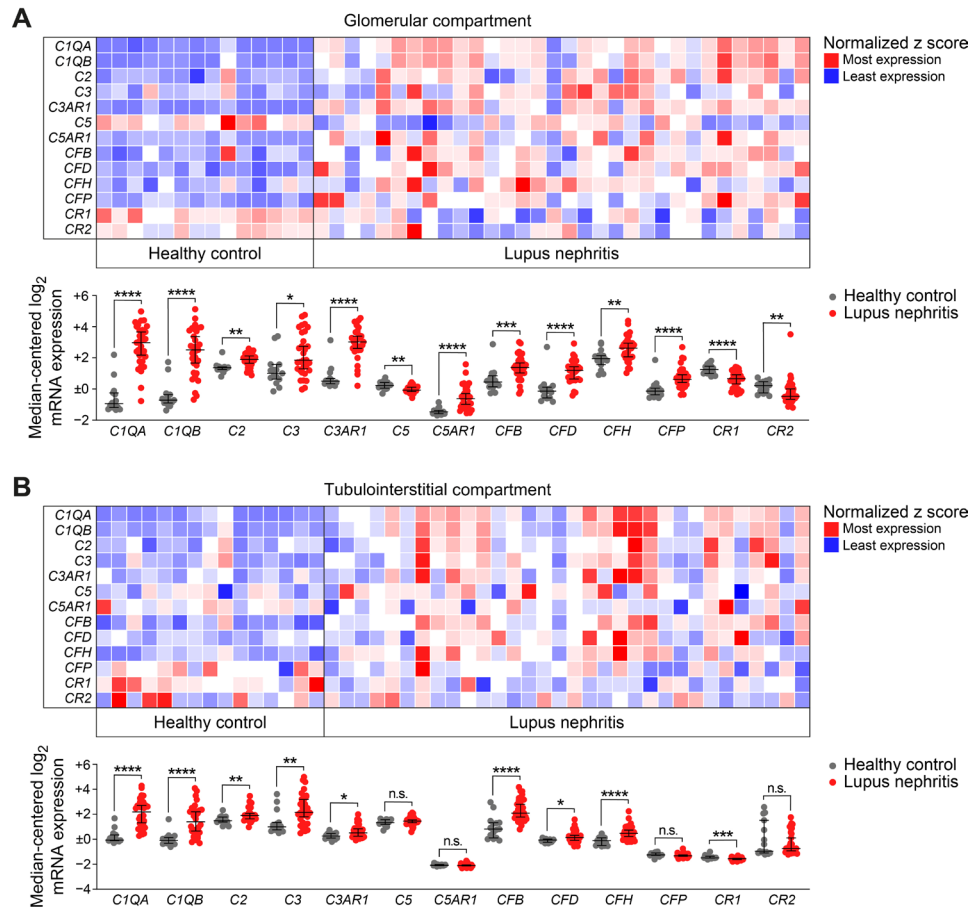 A
Glomerular compartment
C1QA
C1QB
C2
C3
C3AR1
C5
C5AR1
CFB
CFD
CFH
CFP
CR1
CR2
Normalized z score
Most expression
Least expression
Healthy control
Lupus nephritis
Median-centered log2
mRNA expression
+6
+4
+2
±0
−2
**** **** ** * **** ** **** *** **** ** **** **** **
Healthy control
Lupus nephritis
C1QA C1QB C2 C3 C3AR1 C5 C5AR1 CFB CFD CFH CFP CR1 CR2
B
Tubulointerstitial compartment
C1QA
C1QB
C2
C3
C3AR1
C5
C5AR1
CFB
CFD
CFH
CFP
CR1
CR2
Normalized z score
Most expression
Least expression
Healthy control
Lupus nephritis
Median-centered log2
mRNA expression
+6
+4
+2
±0
−2
−4
**** **** ** ** * n.s. n.s. **** * **** n.s. *** n.s.
Healthy control
Lupus nephritis
C1QA C1QB C2 C3 C3AR1 C5 C5AR1 CFB CFD CFH CFP CR1 CR2